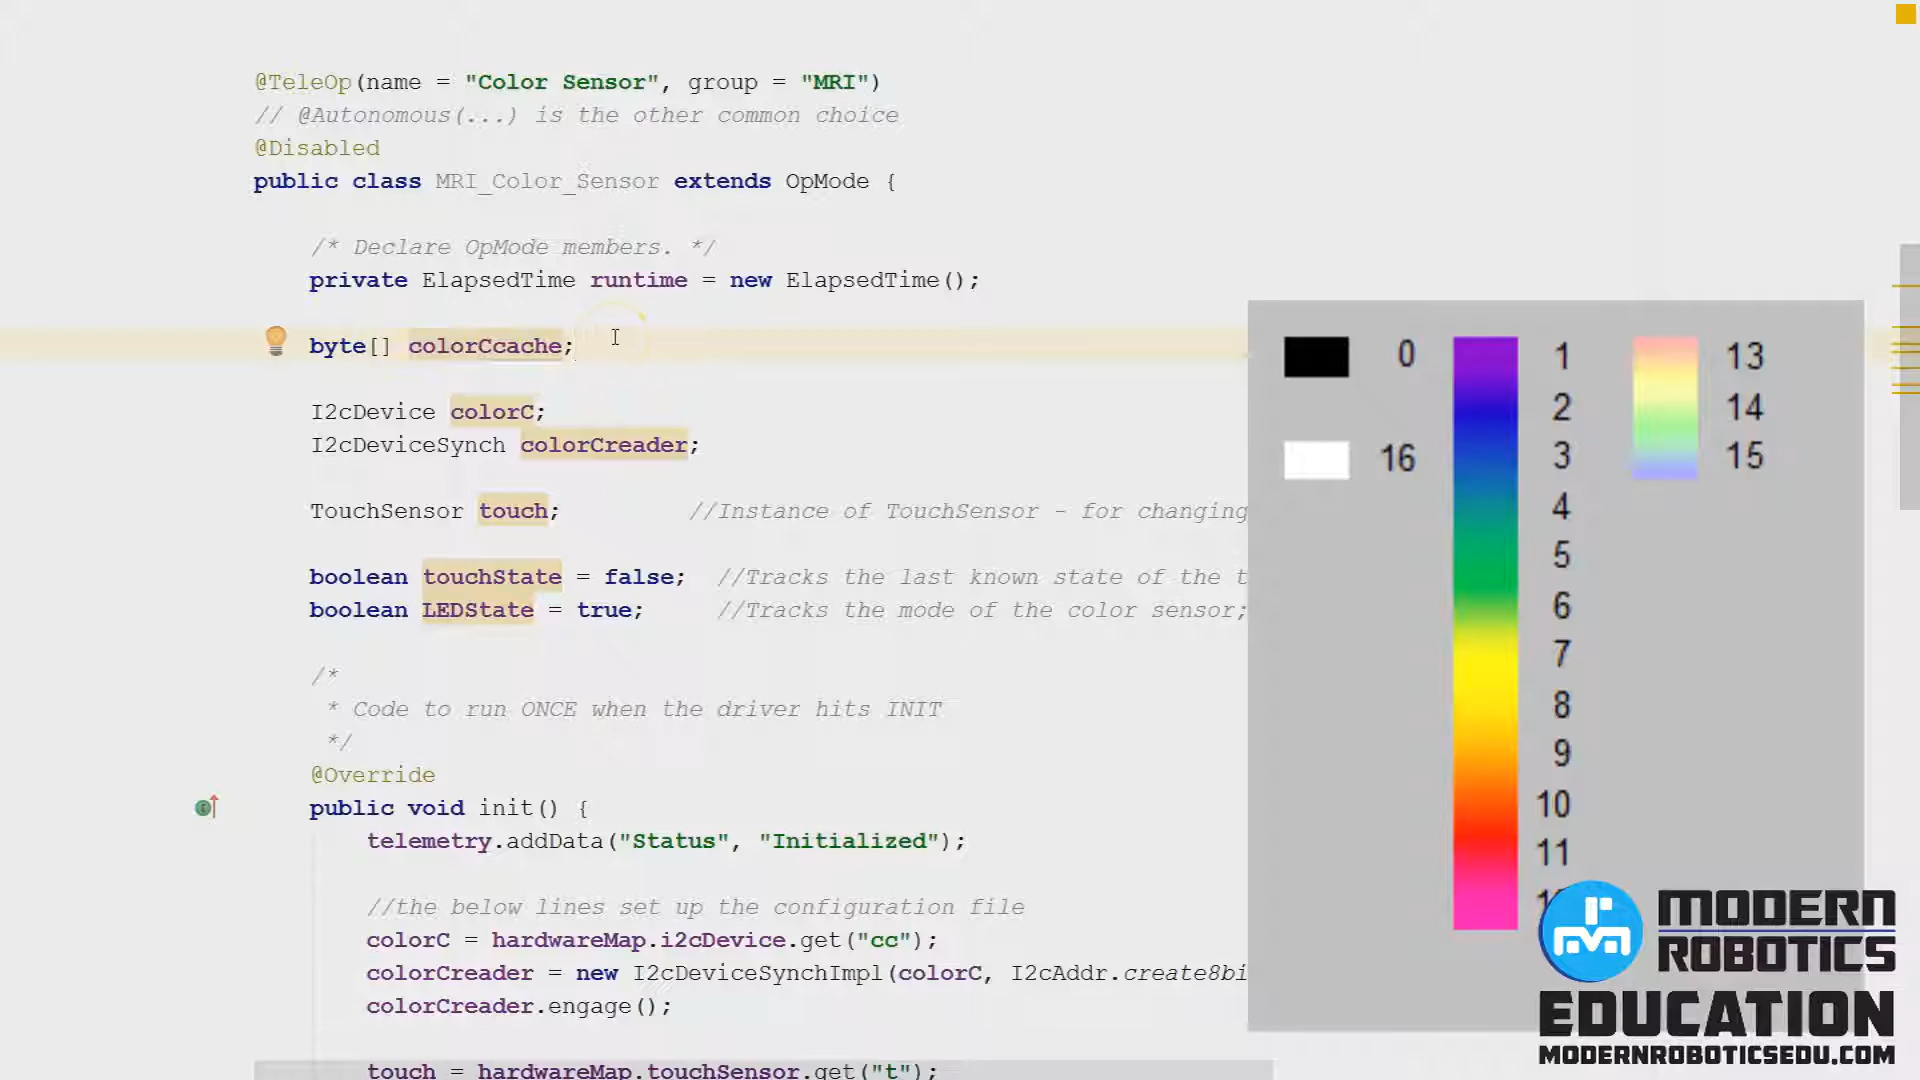 @TeleOp(name = "Color Sensor", group = "MRI")
// @Autonomous(...) is the other common choice
@Disabled
public class MRI_Color_Sensor extends OpMode {
/* Declare OpMode members. */
private ElapsedTime runtime = new ElapsedTime();
byte[] colorCcache;
I2cDevice colorC;
I2cDeviceSynch colorCreader;
TouchSensor touch; //Instance of TouchSensor - for changing
boolean touchState = false; //Tracks the last known state of the t
boolean LEDState = true; //Tracks the mode of the color sensor;
/*
* Code to run ONCE when the driver hits INIT
*/
@Override
public void init() {
telemetry.addData("Status", "Initialized");
//the below lines set up the configuration file
colorC = hardwareMap.i2cDevice.get("cc");
colorCreader = new I2cDeviceSynchImpl(colorC, I2cAddr.create8bi
colorCreader.engage();
touch = hardwareMap.touchSensor.get("t");
0
16
1
2
3
4
5
6
7
8
9
10
11
13
14
15
MODERN
ROBOTICS
EDUCATION
MODERNROBOTICSEDU.COM